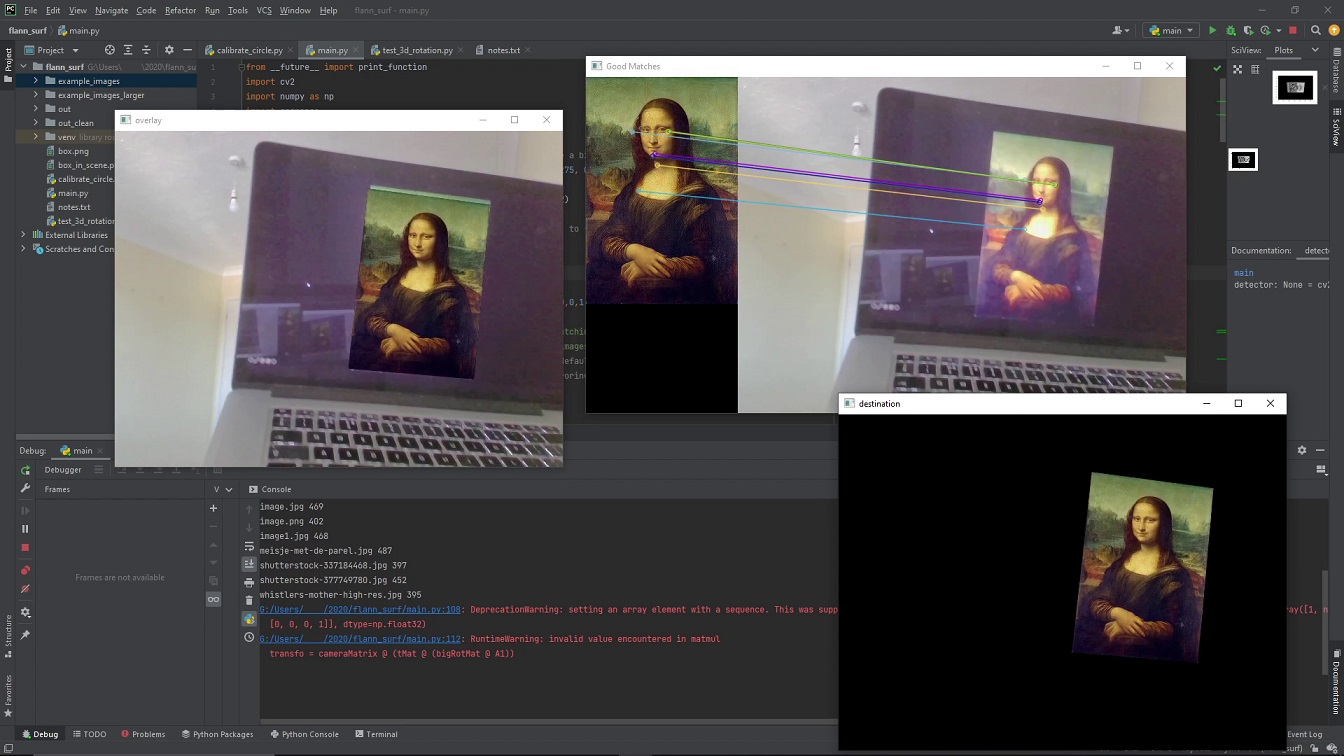 File Edit View Navigate Code Refactor Run Tools VCS Window Help flann_surf - main.py
flann_surf main.py main
Project calibrate_circle.py main.py test_3d_rotation.py notes.txt SciView: Plots
flann_surf G:\Users\ \2020\flann_su
example_images
example_images_larger
out
out_clean
venv library ro
box.png
box_in_scene.p
calibrate_circle.
main.py
notes.txt
test_3d_rotation
External Libraries
Scratches and Con
1 from __future__ import print_function
2 import cv2
3 import numpy as np
overlay
Good Matches
destination
Documentation: detect
main
detector: None = cv2
Project
Structure
Favorites
Database
SciView
Documentation
Debug: main
Debugger
Frames
V
Console
Frames are not available
image.jpg 469
image.png 402
image1.jpg 468
meisje-met-de-parel.jpg 487
shutterstock-337184468.jpg 397
shutterstock-377749780.jpg 452
whistlers-mother-high-res.jpg 395
G:/Users/ /2020/flann_surf/main.py:108: DeprecationWarning: setting an array element with a sequence. This was supp
rray([1, n
[0, 0, 0, 1]], dtype=np.float32)
G:/Users/ /2020/flann_surf/main.py:112: RuntimeWarning: invalid value encountered in matmul
transfo = cameraMatrix @ (tMat @ (bigRotMat @ A1))
Debug TODO Problems Python Packages Python Console Terminal Event Log